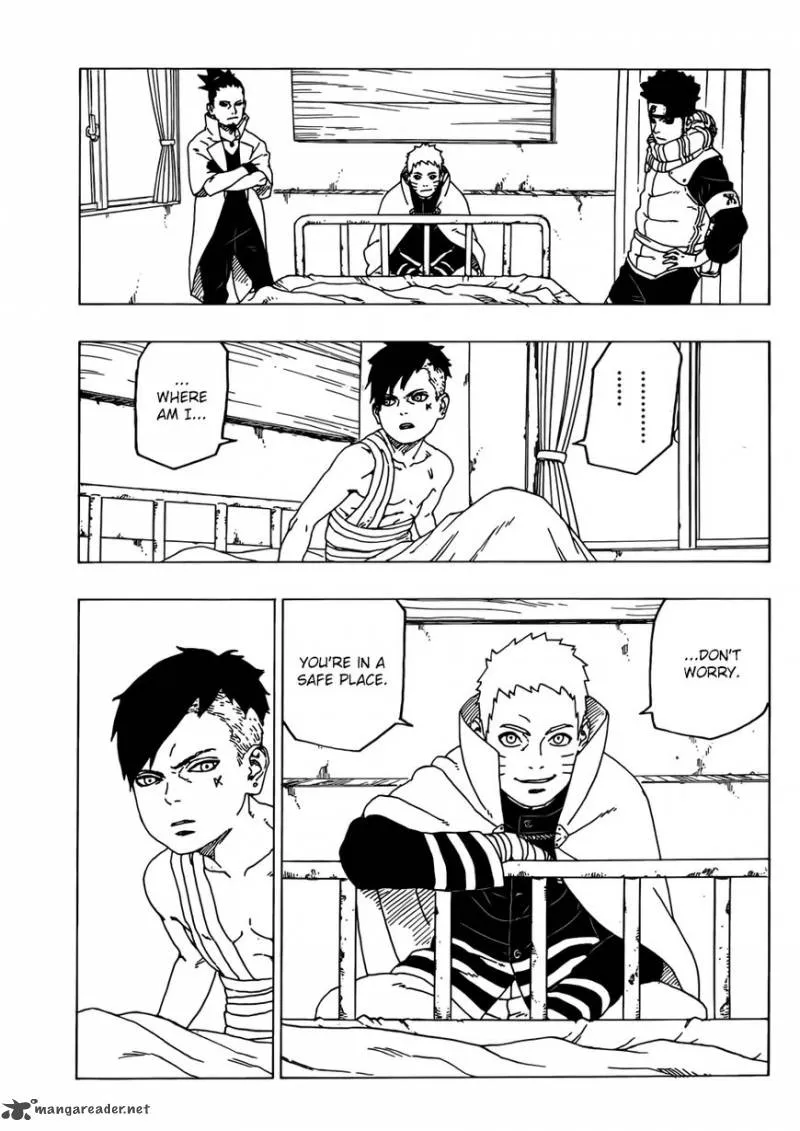 .........
...
WHERE
AM I...
...DON'T
WORRY.
YOU'RE IN A
SAFE PLACE.
K
K
mangareader.net